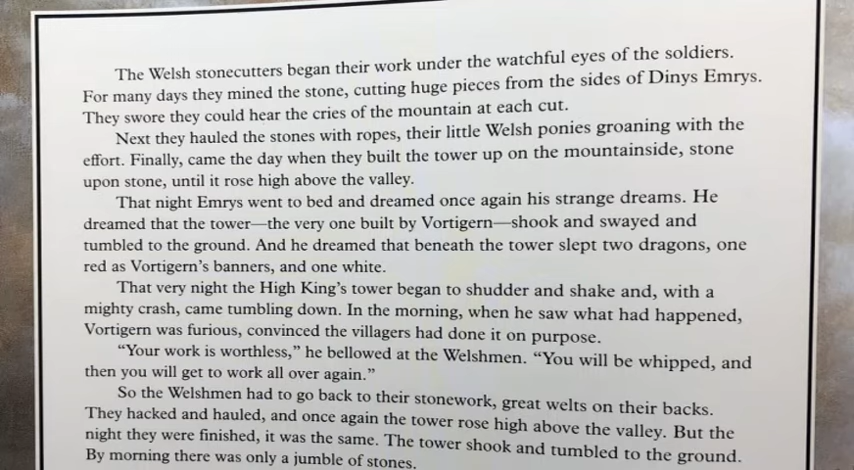 The Welsh stonecutters began their work under the watchful eyes of the soldiers.
For many days they mined the stone, cutting huge pieces from the sides of Dinys Emrys.
They swore they could hear the cries of the mountain at each cut.
Next they hauled the stones with ropes, their little Welsh ponies groaning with the
effort. Finally, came the day when they built the tower up on the mountainside, stone
upon stone, until it rose high above the valley.
That night Emrys went to bed and dreamed once again his strange dreams. He
dreamed that the tower—the very one built by Vortigern—shook and swayed and
tumbled to the ground. And he dreamed that beneath the tower slept two dragons, one
red as Vortigern's banners, and one white.
That very night the High King's tower began to shudder and shake and, with a
mighty crash, came tumbling down. In the morning, when he saw what had happened,
Vortigern was furious, convinced the villagers had done it on purpose.
“Your work is worthless,” he bellowed at the Welshmen. “You will be whipped, and
then you will get to work all over again.”
So the Welshmen had to go back to their stonework, great welts on their backs.
They hacked and hauled, and once again the tower rose high above the valley. But the
night they were finished, it was the same. The tower shook and tumbled to the ground.
By morning there was only a jumble of stones.